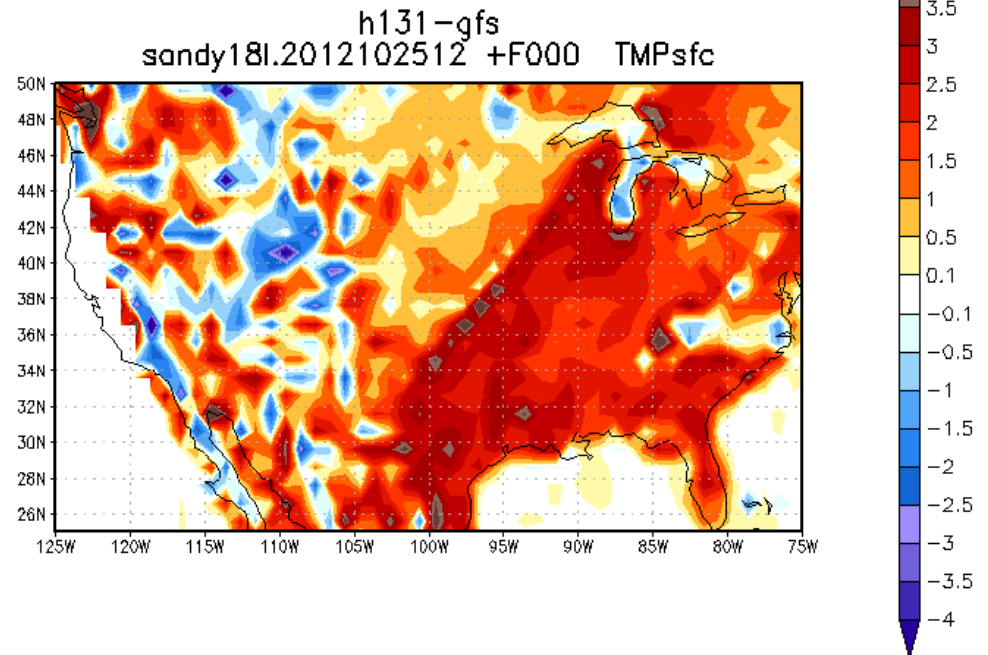 h131-gfs
sandy18l.2012102512 +F000 TMPsfc
50N
48N
46N
44N
42N
40N
38N
36N
34N
32N
30N
28N
26N
125W 120W 115W 110W 105W 100W 95W 90W 85W 80W 75W
3.5
3
2.5
2
1.5
1
0.5
0.1
-0.1
-0.5
-1
-1.5
-2
-2.5
-3
-3.5
-4